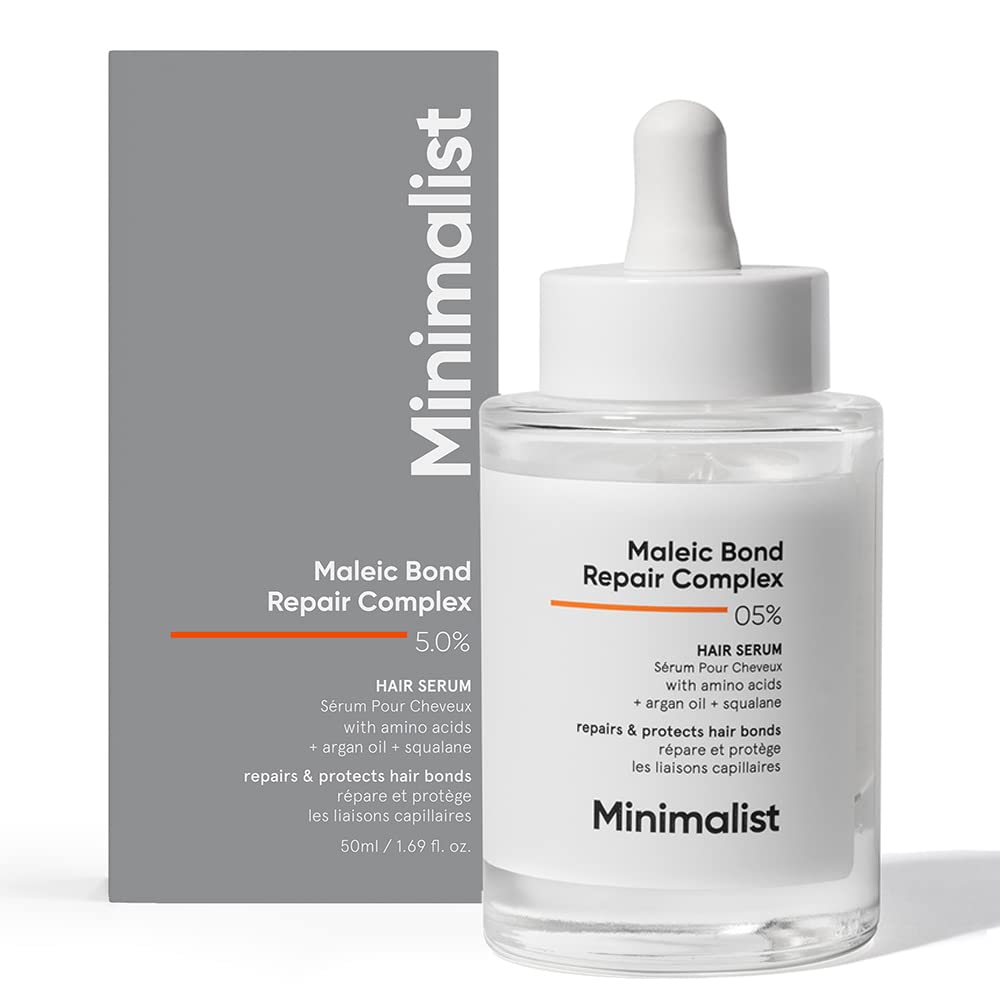 Minimalist
Maleic Bond
Repair Complex
5.0%
HAIR SERUM
Sérum Pour Cheveux
with amino acids
+ argan oil + squalane
repairs & protects hair bonds
répare et protège
les liaisons capillaires
50ml / 1.69 fl. oz.
Maleic Bond
Repair Complex
05%
HAIR SERUM
Sérum Pour Cheveux
with amino acids
+ argan oil + squalane
repairs & protects hair bonds
répare et protège
les liaisons capillaires
Minimalist